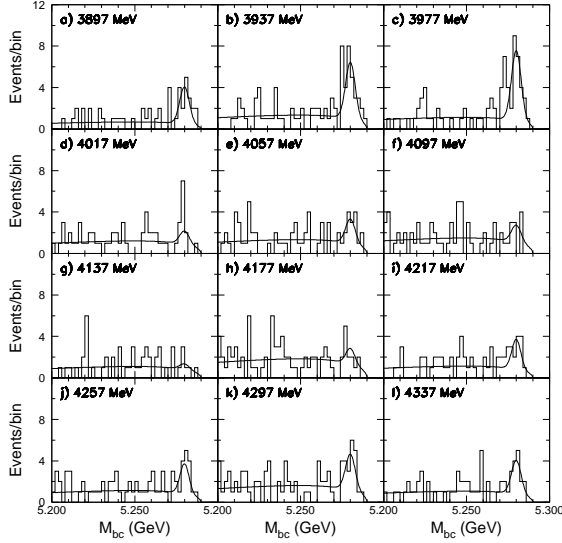 a) 3897 MeV b) 3937 MeV c) 3977 MeV
12
8
4
0
Events/bin
d) 4017 MeV e) 4057 MeV f) 4097 MeV
8
4
0
Events/bin
g) 4137 MeV h) 4177 MeV i) 4217 MeV
8
4
0
Events/bin
j) 4257 MeV k) 4297 MeV l) 4337 MeV
8
4
0
Events/bin
5.200 5.250 5.200 5.250 5.200 5.250 5.300
M_bc (GeV) M_bc (GeV) M_bc (GeV)